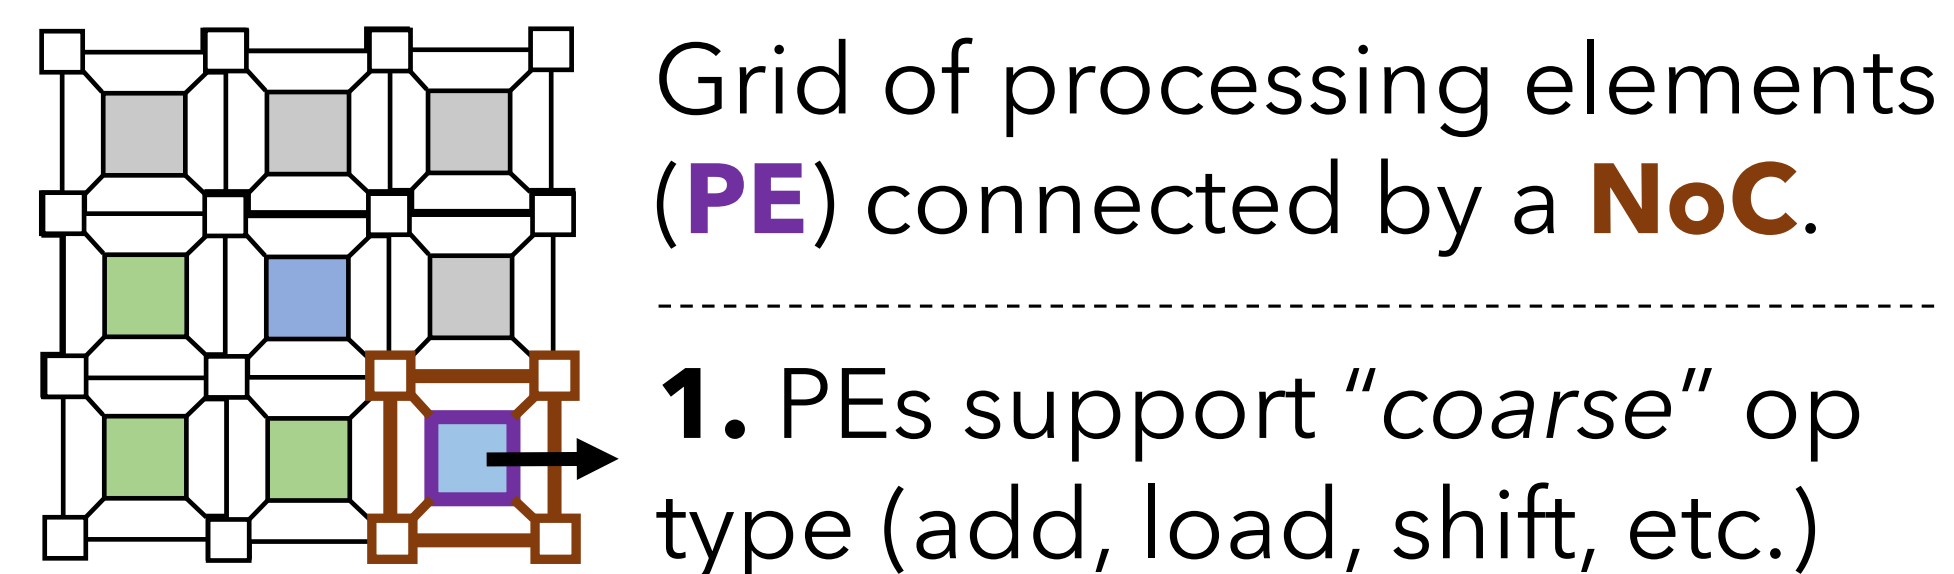 Grid of processing elements
(PE) connected by a NoC.
1. PEs support “coarse” op
type (add, load, shift, etc.)